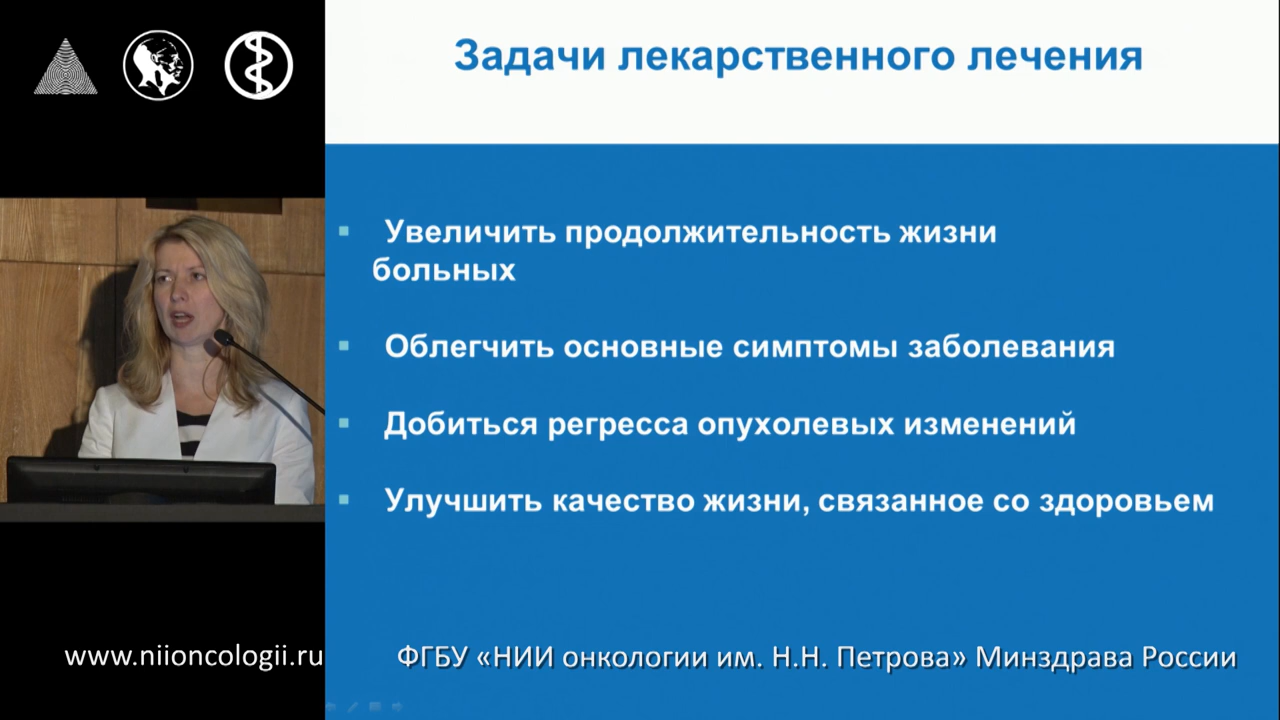 Задачи лекарственного лечения
Увеличить продолжительность жизни
больных
Облегчить основные симптомы заболевания
Добиться регресса опухолевых изменений
Улучшить качество жизни, связанное со здоровьем
www.niioncologii.ru
ФГБУ «НИИ онкологии им. Н.Н. Петрова» Минздрава России